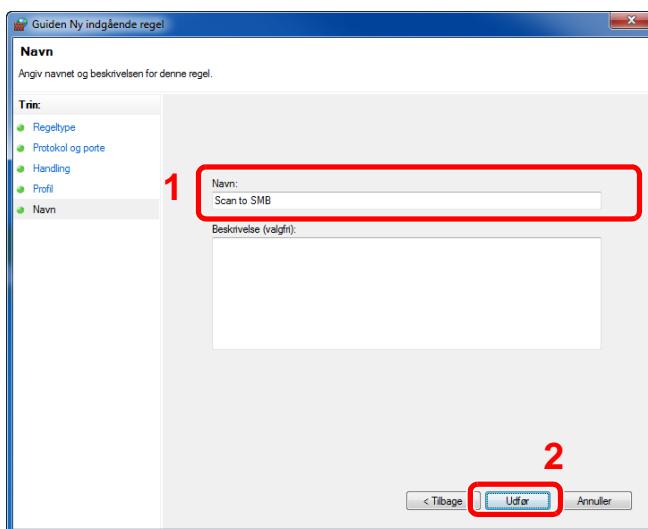 Guiden Ny indgående regel
Navn
Angiv navnet og beskrivelsen for denne regel.
Trin:
Regeltype
Protokol og porte
Handling
Profil
Navn
1
Navn:
Scan to SMB
Beskrivelse (valgfri):
2
< Tilbage
Udfør
Annuller